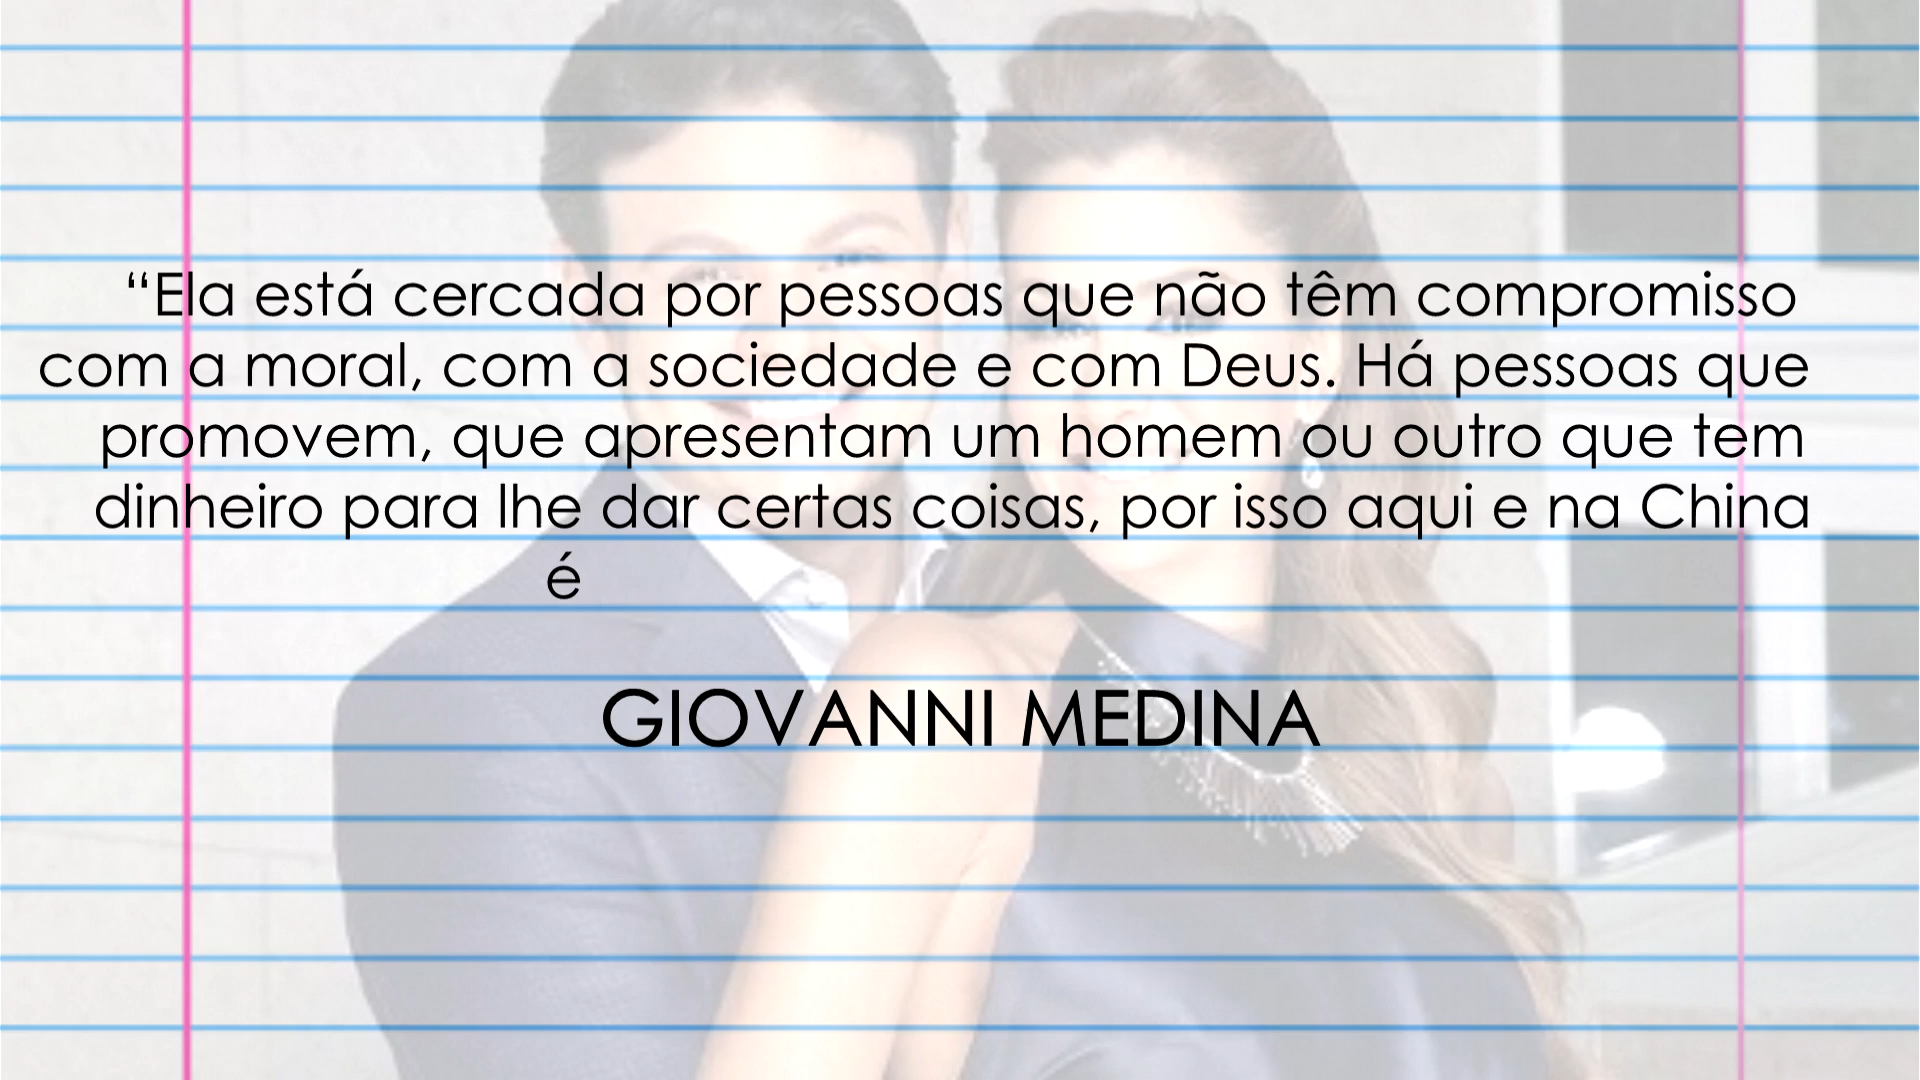 “Ela está cercada por pessoas que não têm compromisso
com a moral, com a sociedade e com Deus. Há pessoas que
promovem, que apresentam um homem ou outro que tem
dinheiro para lhe dar certas coisas, por isso aqui e na China
é
GIOVANNI MEDINA